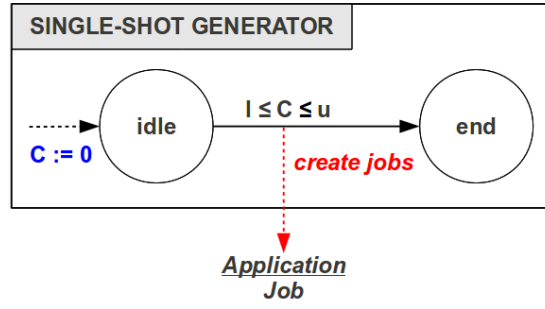 SINGLE-SHOT GENERATOR
l ≤ C ≤ u
idle
end
C := 0
create jobs
Application
Job